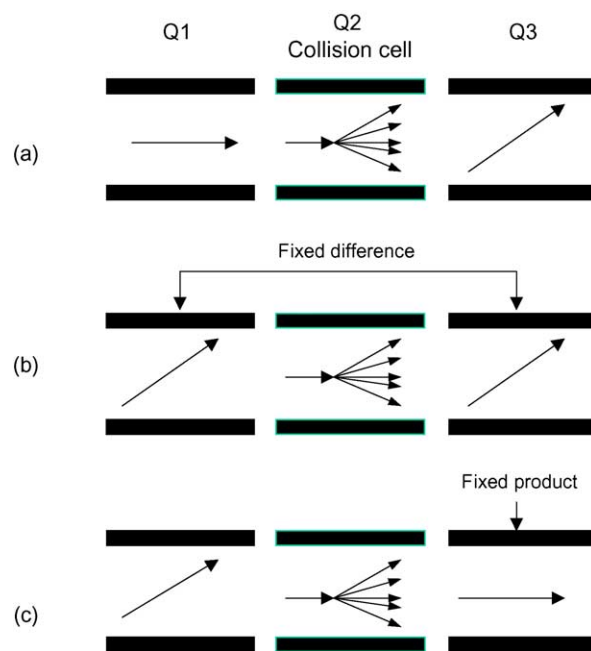 Q1
Q2
Q3
Collision cell
(a)
Fixed difference
(b)
Fixed product
(c)